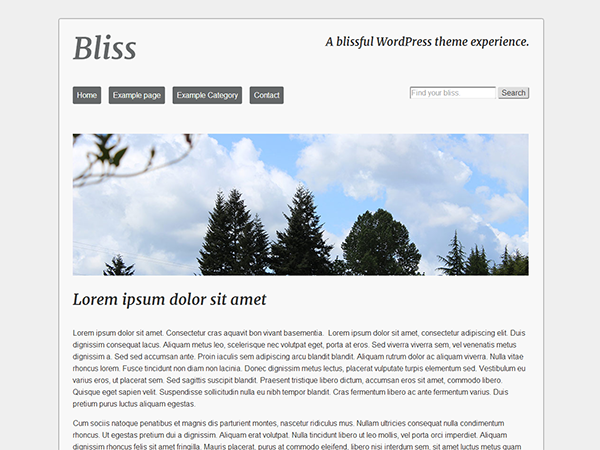 Bliss
A blissful WordPress theme experience.
Home Example page Example Category Contact Find your bliss. Search
Lorem ipsum dolor sit amet
Lorem ipsum dolor sit amet. Consectetur cras aquavit bon vivant basementia. Lorem ipsum dolor sit amet, consectetur adipiscing elit. Duis
dignissim consequat lacus. Aliquam metus leo, scelerisque nec volutpat eget, porta at eros. Sed viverra viverra sem, vel venenatis metus
dignissim a. Sed sed accumsan ante. Proin iaculis sem adipiscing arcu blandit blandit. Aliquam rutrum dolor ac aliquam viverra. Nulla vitae
rhoncus lorem. Fusce tincidunt non diam non lacinia. Donec dignissim metus lectus, placerat vulputate turpis elementum sed. Vestibulum eu
varius eros, ut placerat sem. Sed sagittis suscipit blandit. Praesent tristique libero dictum, accumsan eros sit amet, commodo libero.
Quisque eget sapien velit. Suspendisse sollicitudin nulla eu nibh tempor blandit. Cras fermentum libero ac ante fermentum varius. Duis
pretium purus luctus aliquam egestas.
Cum sociis natoque penatibus et magnis dis parturient montes, nascetur ridiculus mus. Nullam ultricies consequat nulla condimentum
rhoncus. Ut egestas pretium dui a dignissim. Aliquam erat volutpat. Nulla tincidunt libero ut leo mollis, vel porta orci imperdiet. Aliquam
dignissim rhoncus felis sit amet fringilla. Mauris placerat, purus at commodo eleifend, libero nisi interdum sem, sit amet luctus metus quam